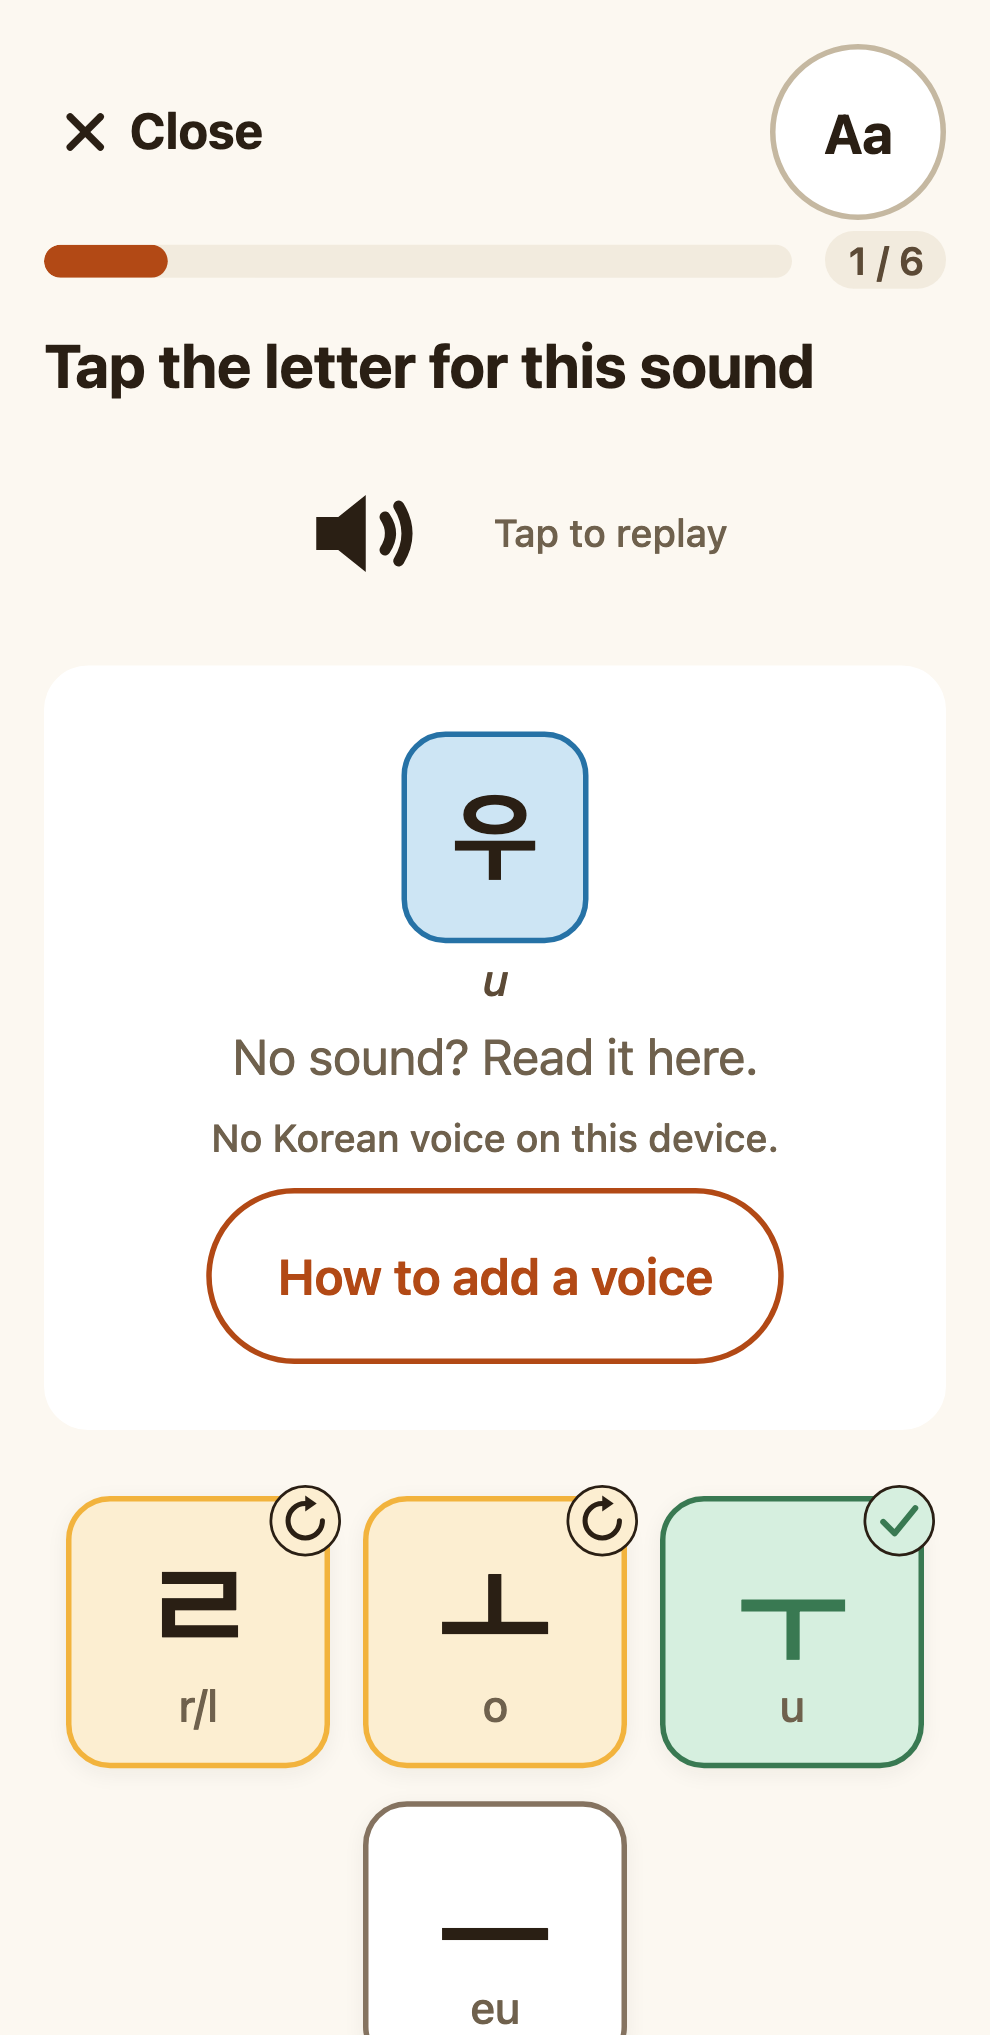 Close
Aa
1 / 6
Tap the letter for this sound
Tap to replay
우
u
No sound? Read it here.
No Korean voice on this device.
How to add a voice
ㄹ ㅗ ㅜ
r/l o u
ㅡ
eu